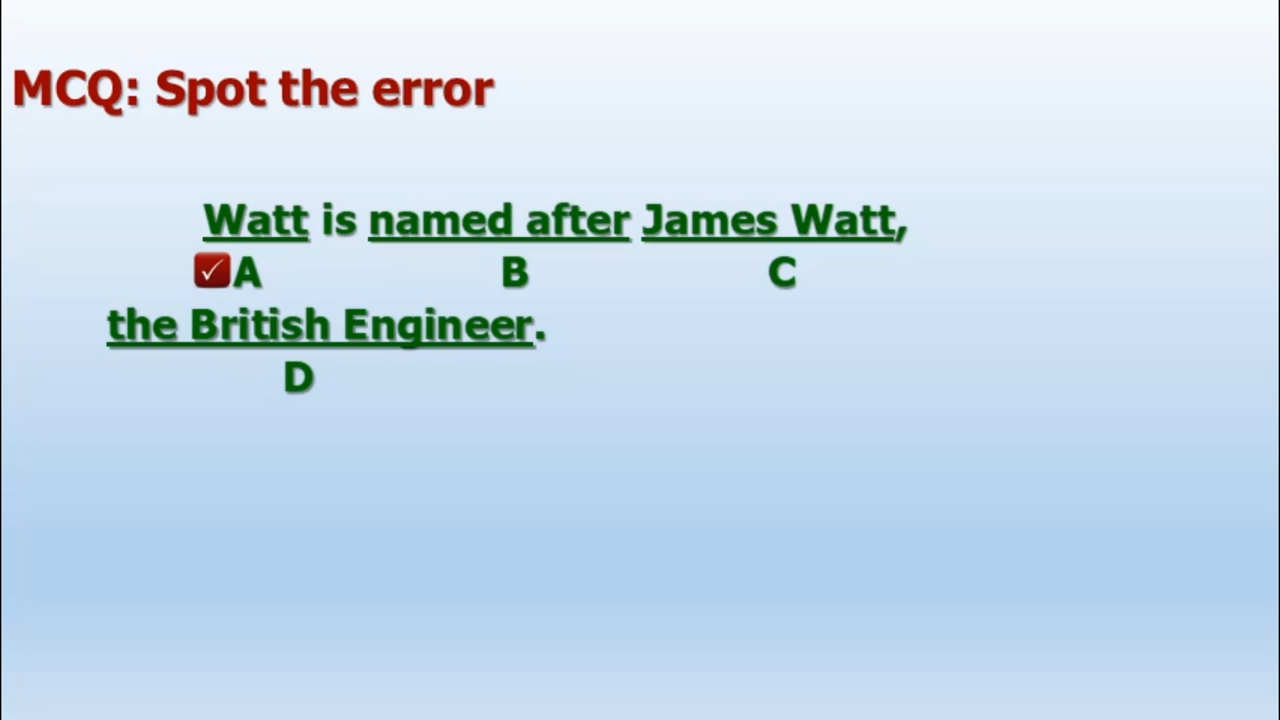 MCQ: Spot the error
Watt is named after James Watt,
A B C
the British Engineer.
D